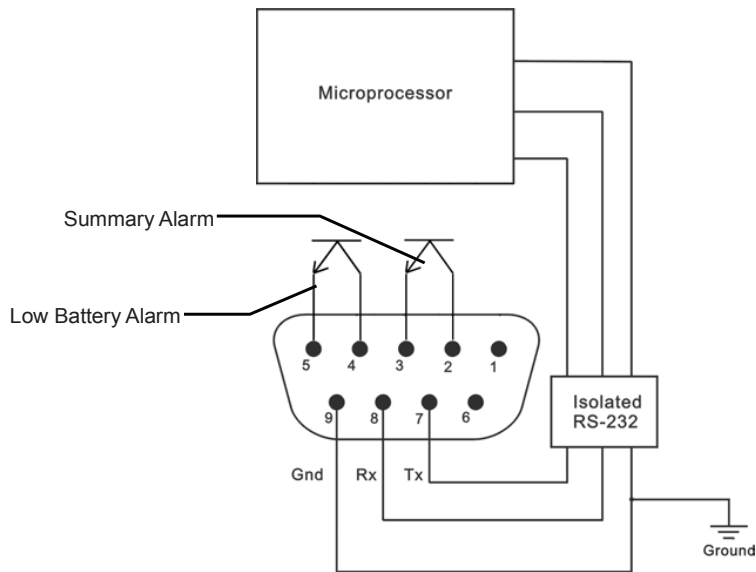 Microprocessor
Summary Alarm
Low Battery Alarm
5 4 3 2 1
9 8 7 6
Isolated
RS-232
Gnd Rx Tx
Ground